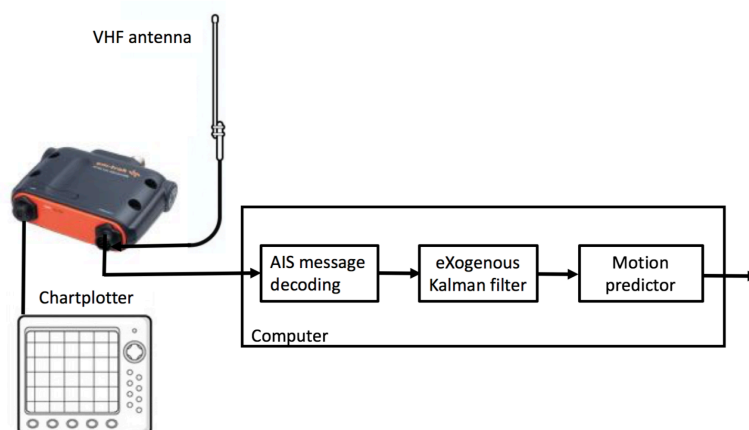 VHF antenna
AIS message
decoding
eXogenous
Kalman filter
Motion
predictor
Chartplotter
Computer